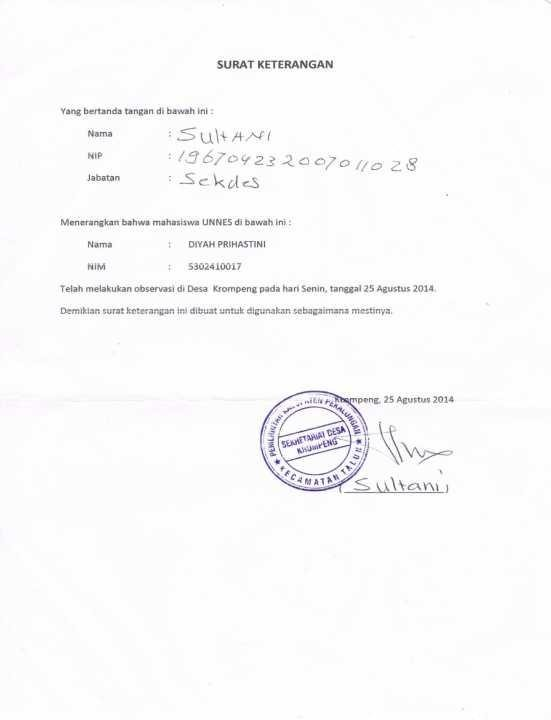 SURAT KETERANGAN
Yang bertanda tangan di bawah ini :
Nama : SultANI
NIP : 196704232007011028
Jabatan : Sekdes
Menerangkan bahwa mahasiswa UNNES di bawah ini :
Nama : DIYAH PRIHASTINI
NIM : 5302410017
Telah melakukan observasi di Desa Krompeng pada hari Senin, tanggal 25 Agustus 2014.
Demikian surat keterangan ini dibuat untuk digunakan sebagaimana mestinya.
Krompeng, 25 Agustus 2014
PEMERINTAH KABUPATEN PEKALONGAN
SEKRETARIAT DESA
KROMPENG
KECAMATAN TALUN
(Sultani)